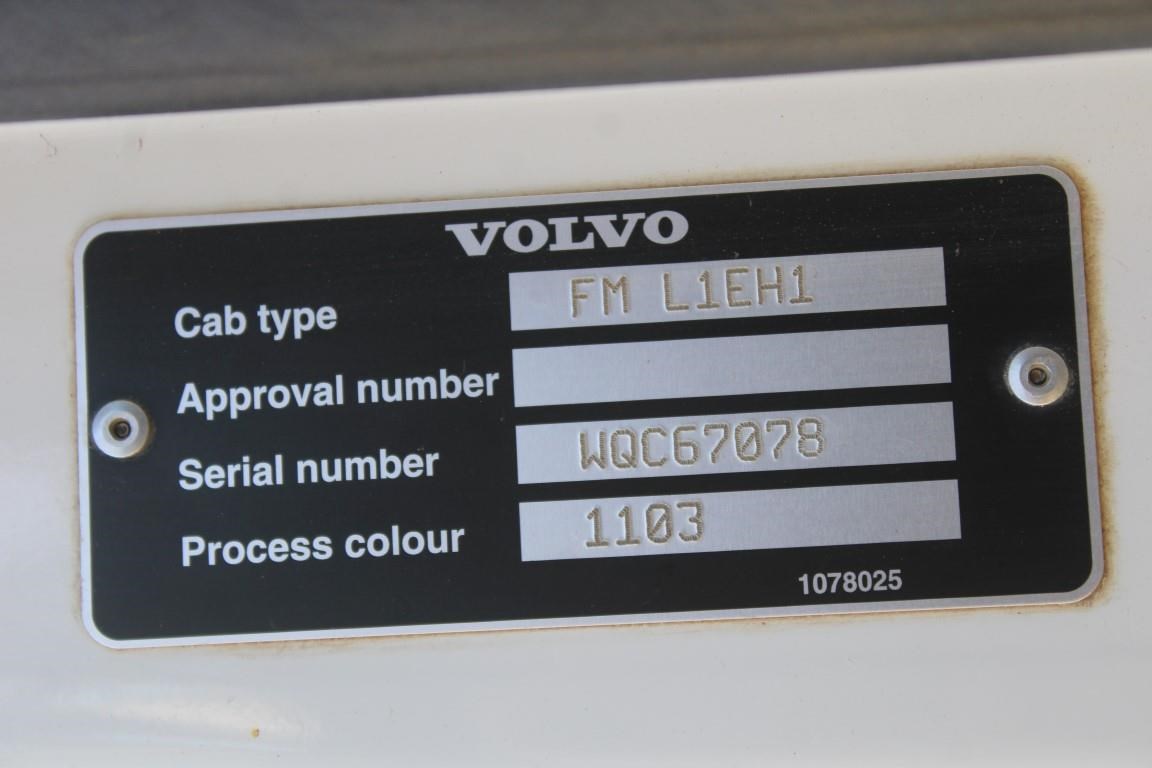 VOLVO
Cab type FM L1EH1
Approval number
Serial number WQC67078
Process colour 1103
1078025